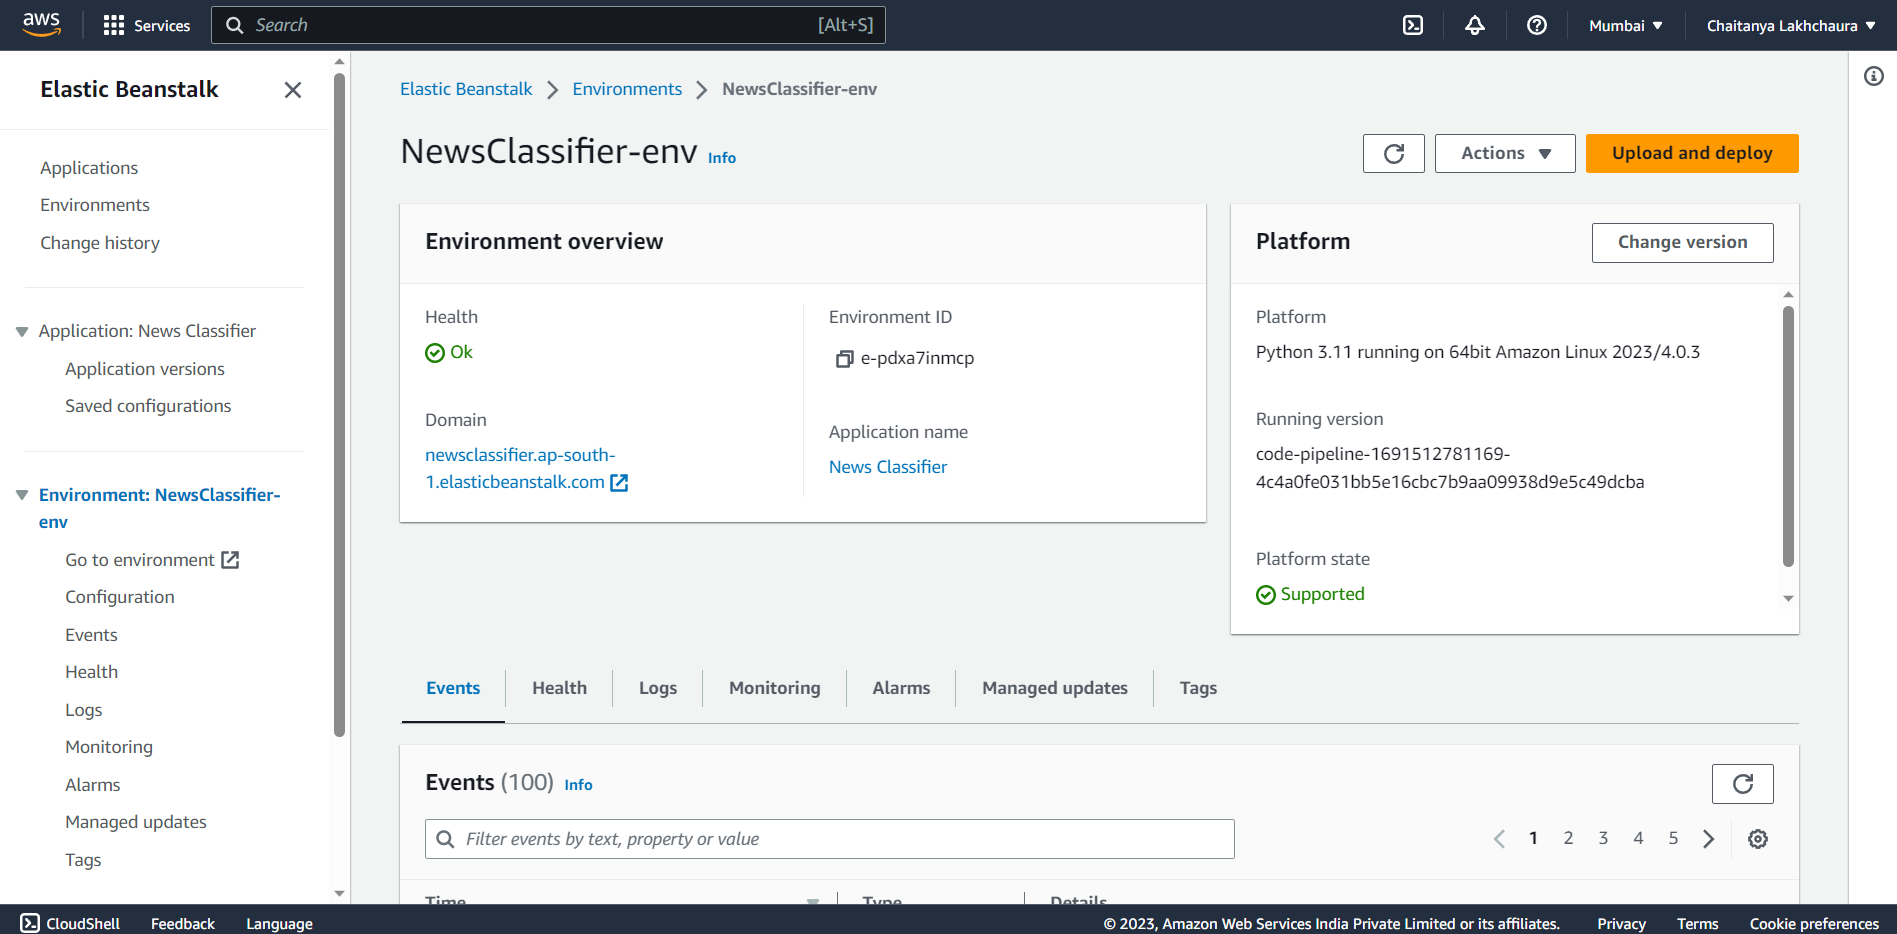 aws
Services
Search
[Alt+S]
Mumbai
Chaitanya Lakhchaura
Elastic Beanstalk
Applications
Environments
Change history
Application: News Classifier
Application versions
Saved configurations
Environment: NewsClassifier-
env
Go to environment
Configuration
Events
Health
Logs
Monitoring
Alarms
Managed updates
Tags
Elastic Beanstalk
Environments
NewsClassifier-env
NewsClassifier-env
Info
Actions
Upload and deploy
Environment overview
Health
Ok
Domain
newsclassifier.ap-south-
1.elasticbeanstalk.com
Environment ID
e-pdxa7inmcp
Application name
News Classifier
Platform
Change version
Platform
Python 3.11 running on 64bit Amazon Linux 2023/4.0.3
Running version
code-pipeline-1691512781169-
4c4a0fe031bb5e16cbc7b9aa09938d9e5c49dcba
Platform state
Supported
Events
Health
Logs
Monitoring
Alarms
Managed updates
Tags
Events (100)
Info
Filter events by text, property or value
1
2
3
4
5
Time
Type
Details
CloudShell
Feedback
Language
© 2023, Amazon Web Services India Private Limited or its affiliates.
Privacy
Terms
Cookie preferences